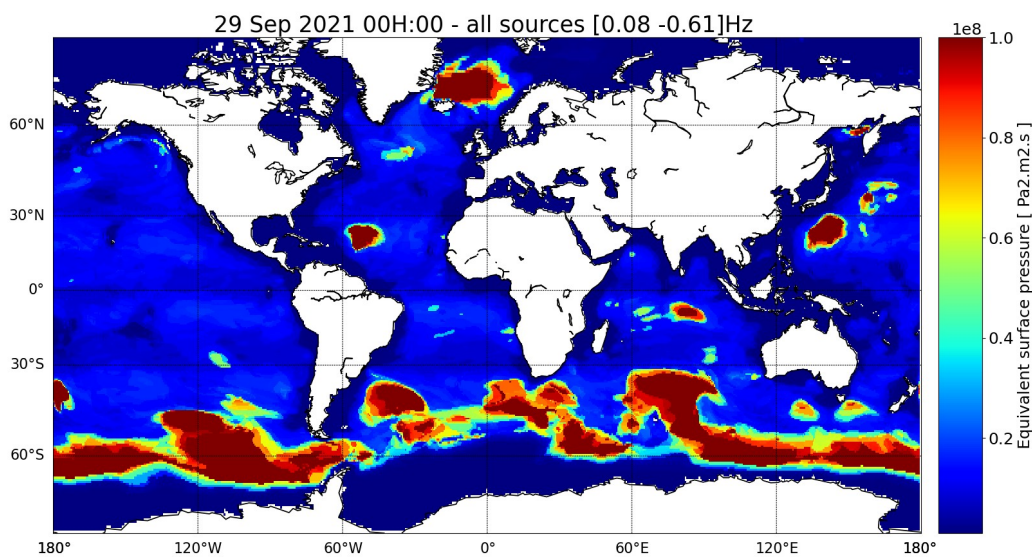 29 Sep 2021 00H:00 - all sources [0.08 -0.61]Hz
1e8
1.0
0.8
0.6
0.4
0.2
Equivalent surface pressure [ Pa2.m2.s ]
60°N
30°N
0°
30°S
60°S
180° 120°W 60°W 0° 60°E 120°E 180°